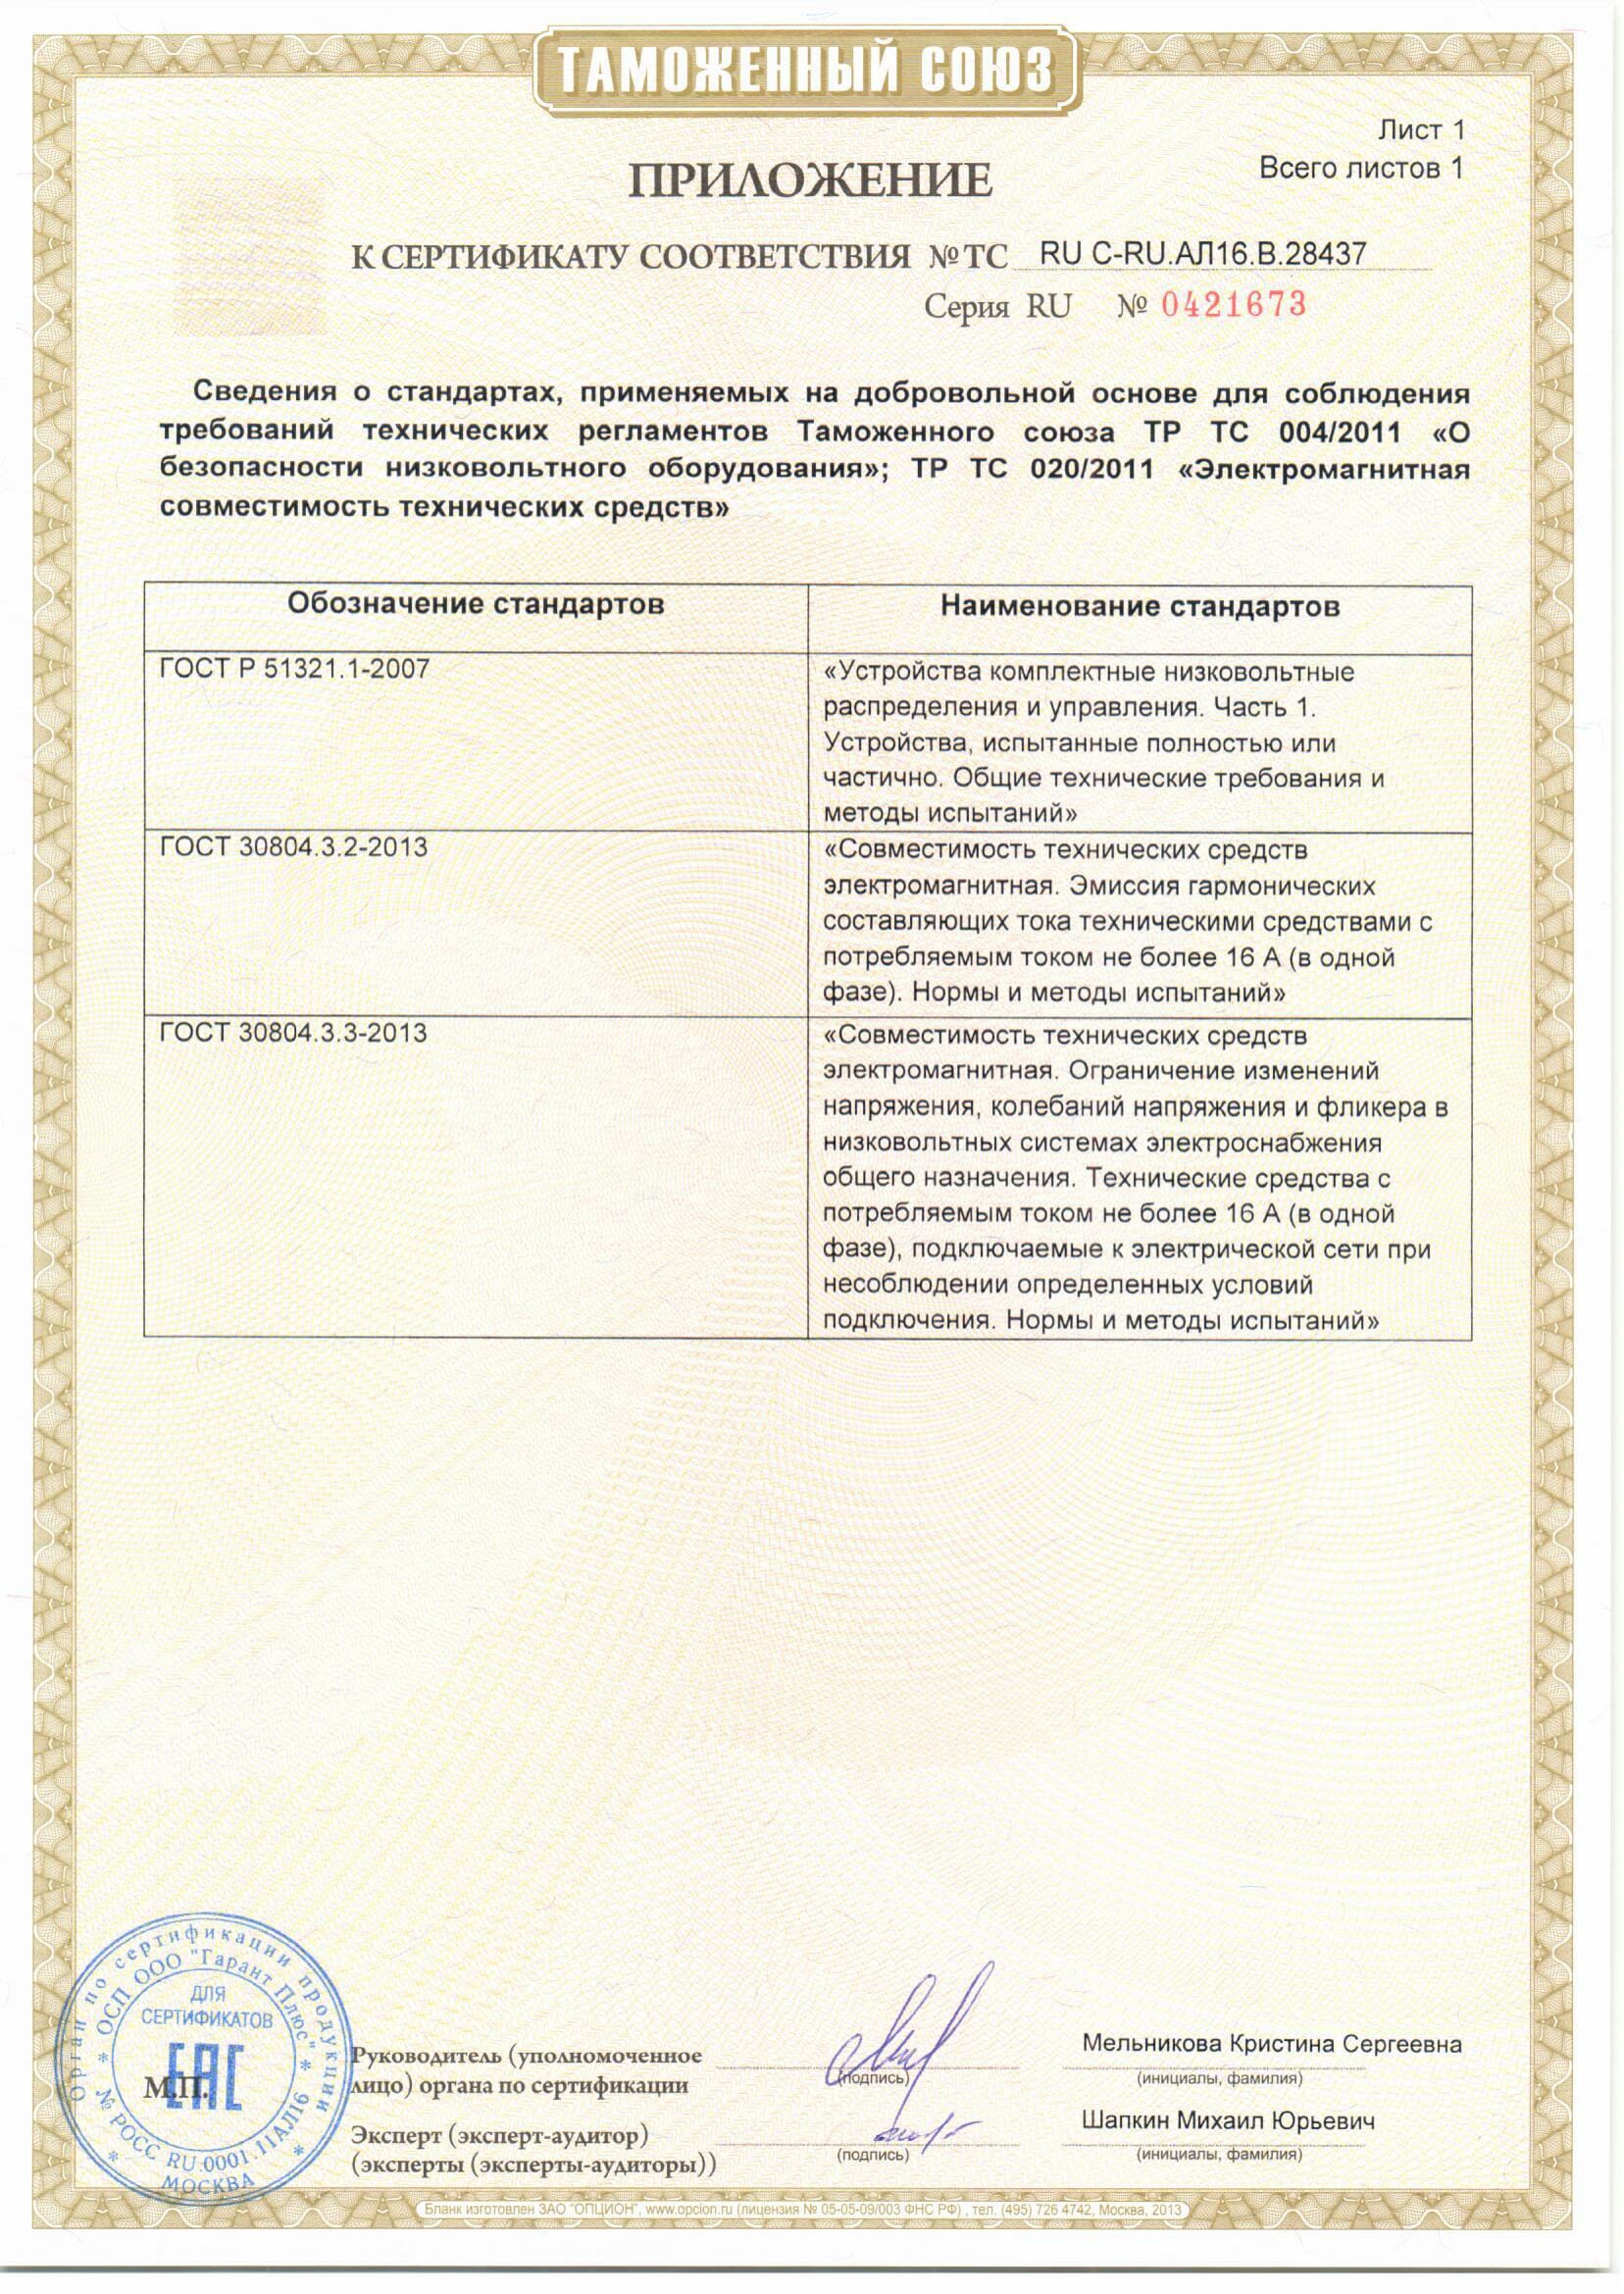 ТАМОЖЕННЫЙ СОЮЗ
Лист 1
Всего листов 1
ПРИЛОЖЕНИЕ
К СЕРТИФИКАТУ СООТВЕТСТВИЯ № ТС RU C-RU.АЛ16.В.28437
Серия RU № 0421673
Сведения о стандартах, применяемых на добровольной основе для соблюдения
требований технических регламентов Таможенного союза ТР ТС 004/2011 «О
безопасности низковольтного оборудования»; ТР ТС 020/2011 «Электромагнитная
совместимость технических средств»
Обозначение стандартов
Наименование стандартов
ГОСТ Р 51321.1-2007
«Устройства комплектные низковольтные
распределения и управления. Часть 1.
Устройства, испытанные полностью или
частично. Общие технические требования и
методы испытаний»
ГОСТ 30804.3.2-2013
«Совместимость технических средств
электромагнитная. Эмиссия гармонических
составляющих тока техническими средствами с
потребляемым током не более 16 А (в одной
фазе). Нормы и методы испытаний»
ГОСТ 30804.3.3-2013
«Совместимость технических средств
электромагнитная. Ограничение изменений
напряжения, колебаний напряжения и фликера в
низковольтных системах электроснабжения
общего назначения. Технические средства с
потребляемым током не более 16 А (в одной
фазе), подключаемые к электрической сети при
несоблюдении определенных условий
подключения. Нормы и методы испытаний»
Орган по сертификации продукции
ОСП ООО "Гарант Плюс"
ДЛЯ
СЕРТИФИКАТОВ
ЕАС
М.П.
№ РОСС RU.0001.11АЛ16
МОСКВА
Руководитель (уполномоченное
лицо) органа по сертификации
(подпись)
Мельникова Кристина Сергеевна
(инициалы, фамилия)
Эксперт (эксперт-аудитор)
(эксперты (эксперты-аудиторы))
(подпись)
Шапкин Михаил Юрьевич
(инициалы, фамилия)
Бланк изготовлен ЗАО "ОПЦИОН", www.opcion.ru (лицензия № 05-05-09/003 ФНС РФ) , тел. (495) 726 4742, Москва, 2013